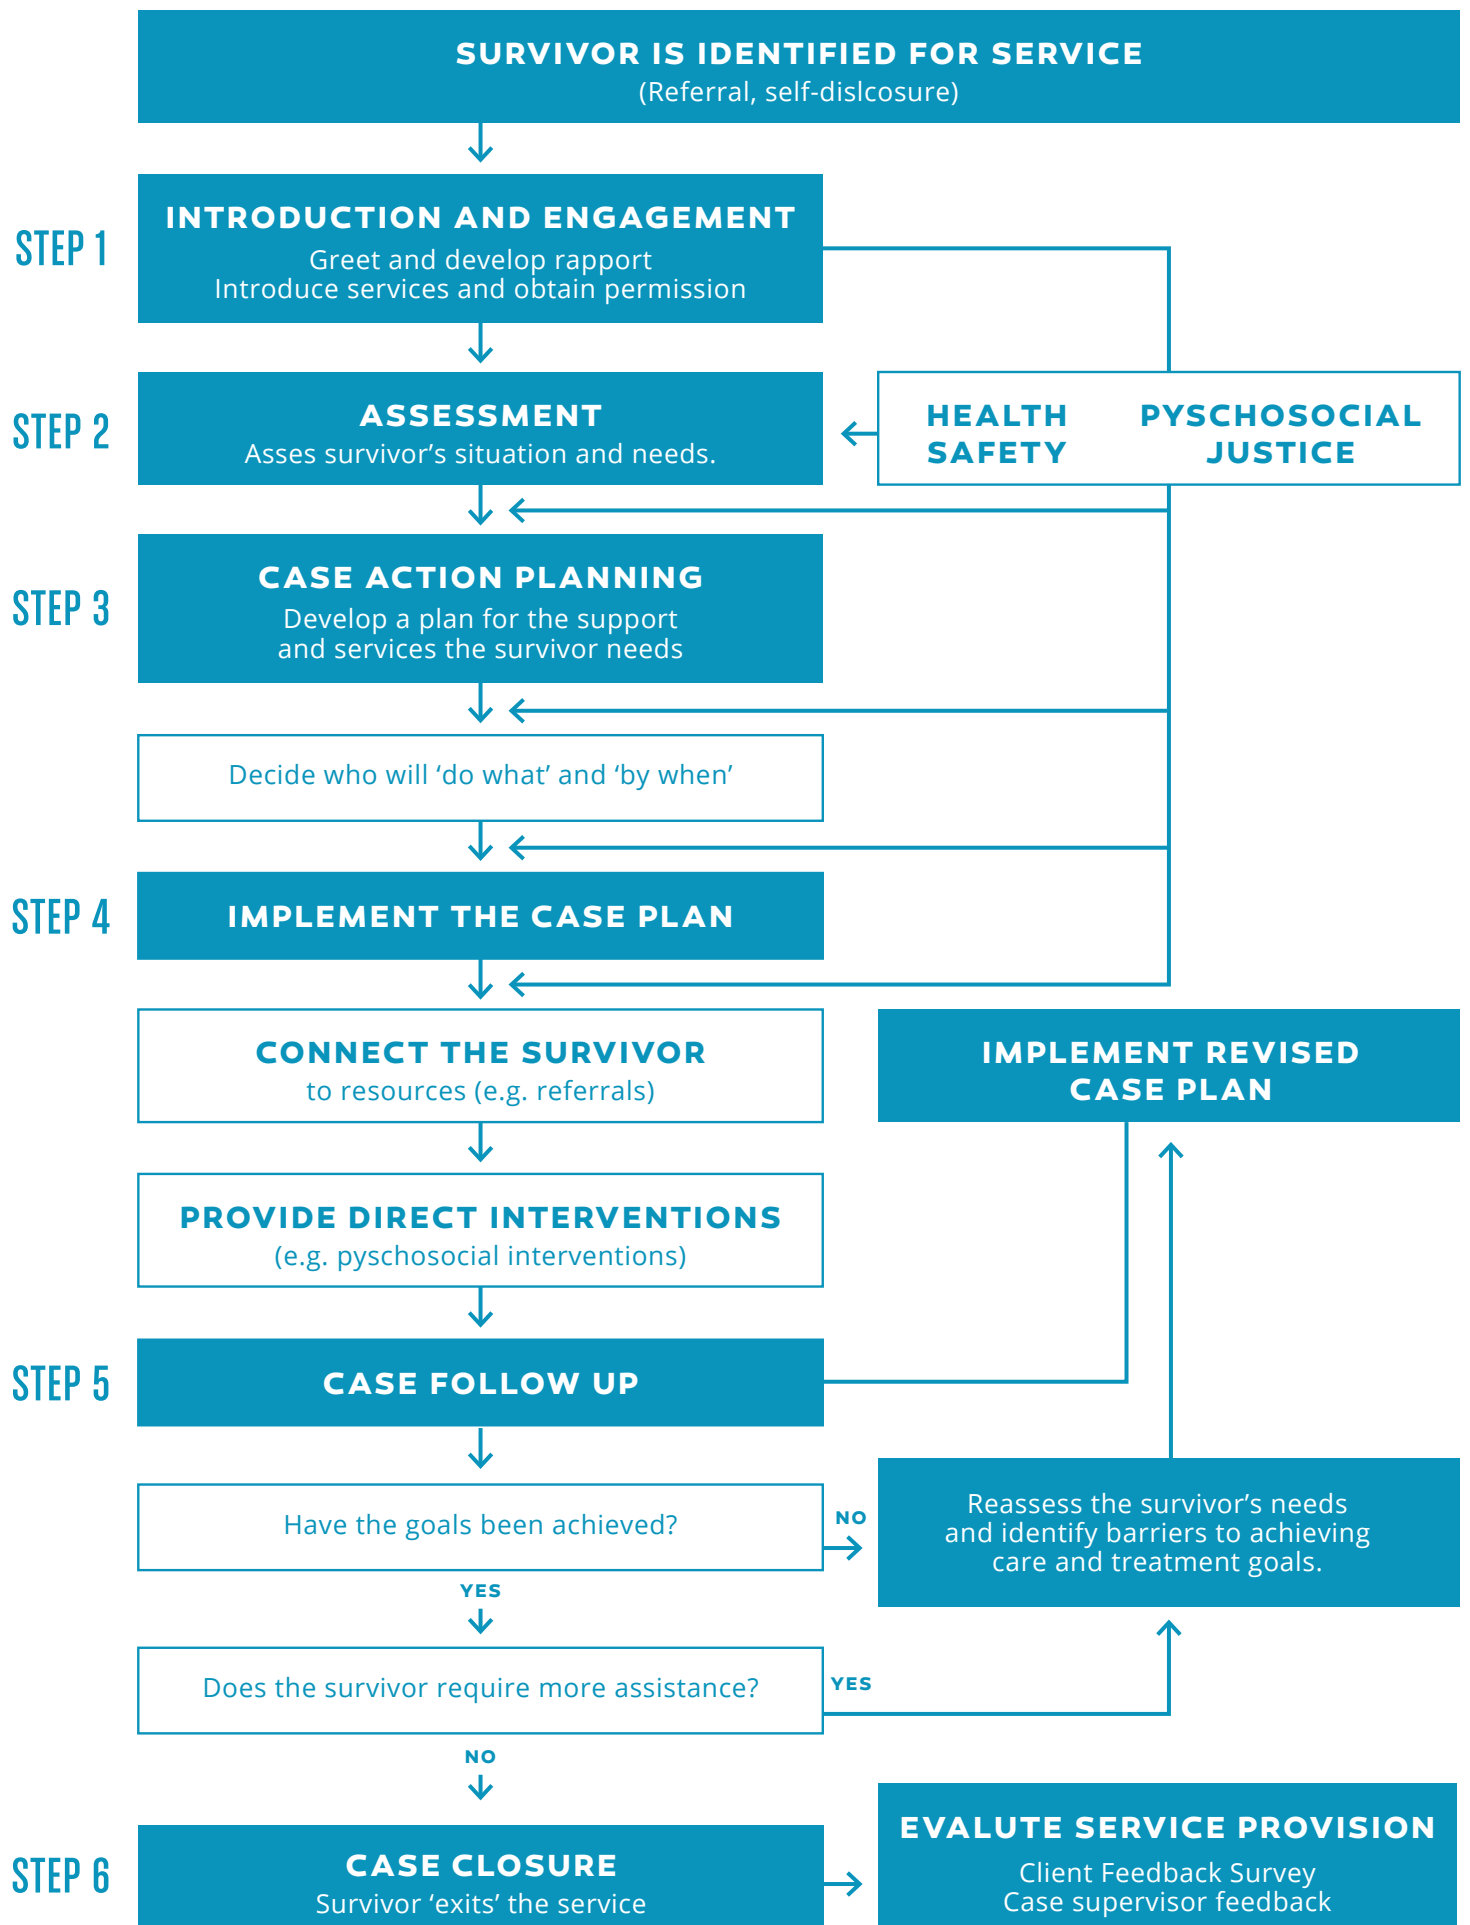 SURVIVOR IS IDENTIFIED FOR SERVICE
(Referral, self-dislcosure)
STEP 1
INTRODUCTION AND ENGAGEMENT
Greet and develop rapport
Introduce services and obtain permission
STEP 2
ASSESSMENT
Asses survivor’s situation and needs.
HEALTH PYSCHOSOCIAL
SAFETY JUSTICE
STEP 3
CASE ACTION PLANNING
Develop a plan for the support
and services the survivor needs
Decide who will ‘do what’ and ‘by when’
STEP 4
IMPLEMENT THE CASE PLAN
CONNECT THE SURVIVOR
to resources (e.g. referrals)
IMPLEMENT REVISED
CASE PLAN
PROVIDE DIRECT INTERVENTIONS
(e.g. pyschosocial interventions)
STEP 5
CASE FOLLOW UP
Have the goals been achieved?
NO
Reassess the survivor’s needs
and identify barriers to achieving
care and treatment goals.
YES
Does the survivor require more assistance?
YES
NO
STEP 6
CASE CLOSURE
Survivor ‘exits’ the service
EVALUTE SERVICE PROVISION
Client Feedback Survey
Case supervisor feedback